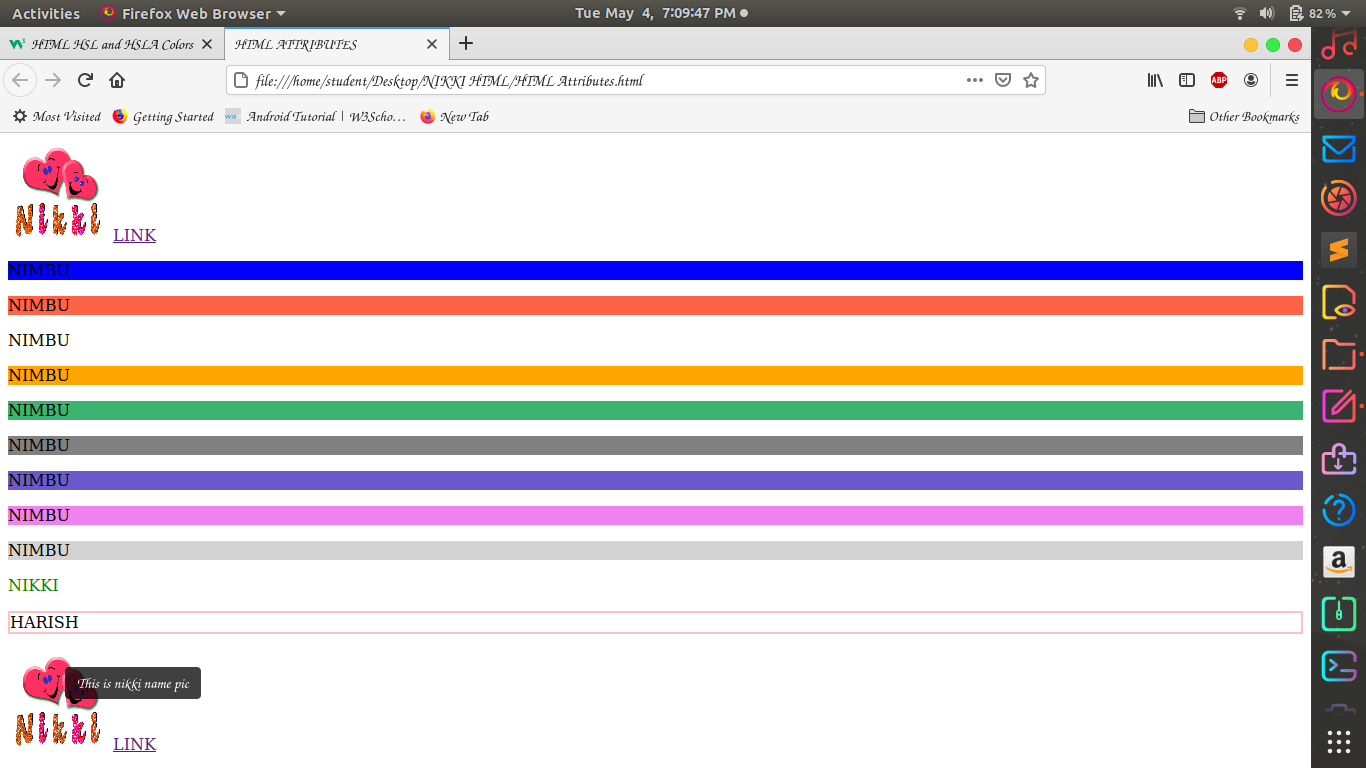 Activities Firefox Web Browser Tue May 4, 7:09:47 PM 82 %
HTML HSL and HSLA Colors HTML ATTRIBUTES
file:///home/student/Desktop/NIKKI HTML/HTML Attributes.html ABP
Most Visited Getting Started Android Tutorial | W3Scho… New Tab Other Bookmarks
Nikki LINK
NIMBU
NIMBU
NIMBU
NIMBU
NIMBU
NIMBU
NIMBU
NIMBU
NIMBU
NIKKI
HARISH
This is nikki name pic
Nikki LINK